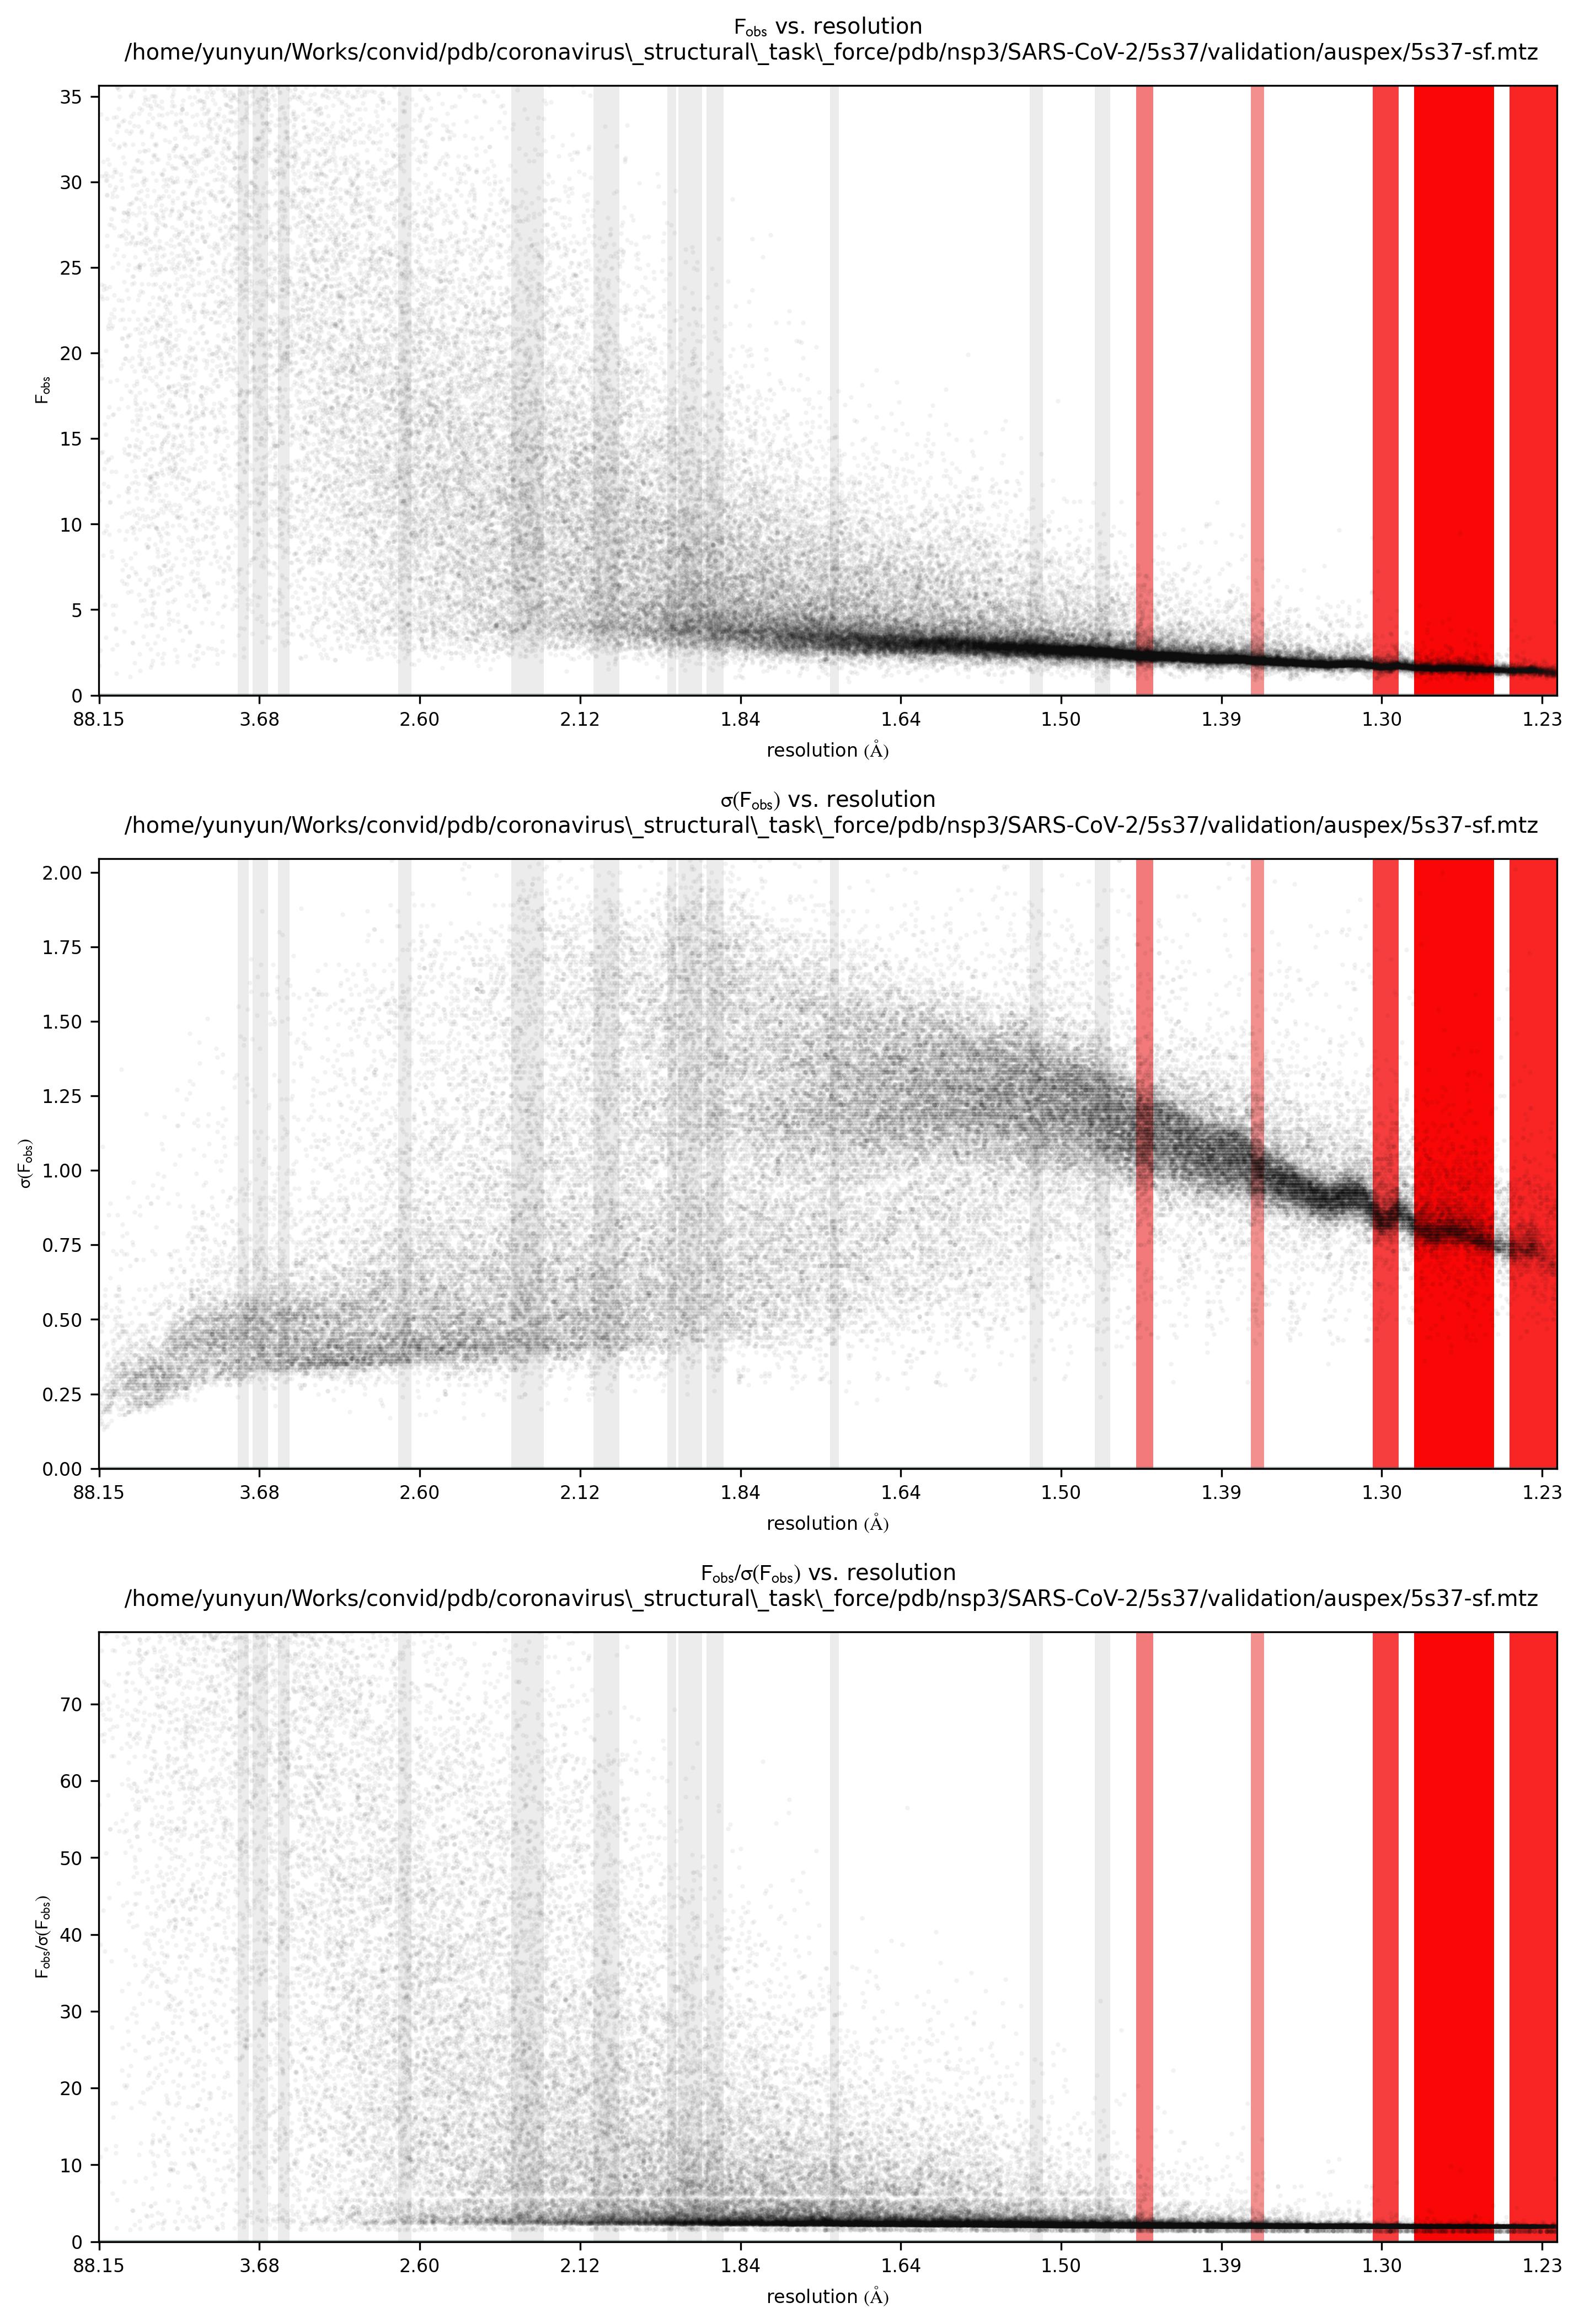 Fobs vs. resolution
/home/yunyun/Works/convid/pdb/coronavirus\_structural\_task\_force/pdb/nsp3/SARS-CoV-2/5s37/validation/auspex/5s37-sf.mtz
35
30
25
20
15
10
5
0
Fobs
88.15 3.68 2.60 2.12 1.84 1.64 1.50 1.39 1.30 1.23
resolution (Å)
σ(Fobs) vs. resolution
/home/yunyun/Works/convid/pdb/coronavirus\_structural\_task\_force/pdb/nsp3/SARS-CoV-2/5s37/validation/auspex/5s37-sf.mtz
2.00
1.75
1.50
1.25
1.00
0.75
0.50
0.25
0.00
σ(Fobs)
88.15 3.68 2.60 2.12 1.84 1.64 1.50 1.39 1.30 1.23
resolution (Å)
Fobs/σ(Fobs) vs. resolution
/home/yunyun/Works/convid/pdb/coronavirus\_structural\_task\_force/pdb/nsp3/SARS-CoV-2/5s37/validation/auspex/5s37-sf.mtz
70
60
50
40
30
20
10
0
Fobs/σ(Fobs)
88.15 3.68 2.60 2.12 1.84 1.64 1.50 1.39 1.30 1.23
resolution (Å)